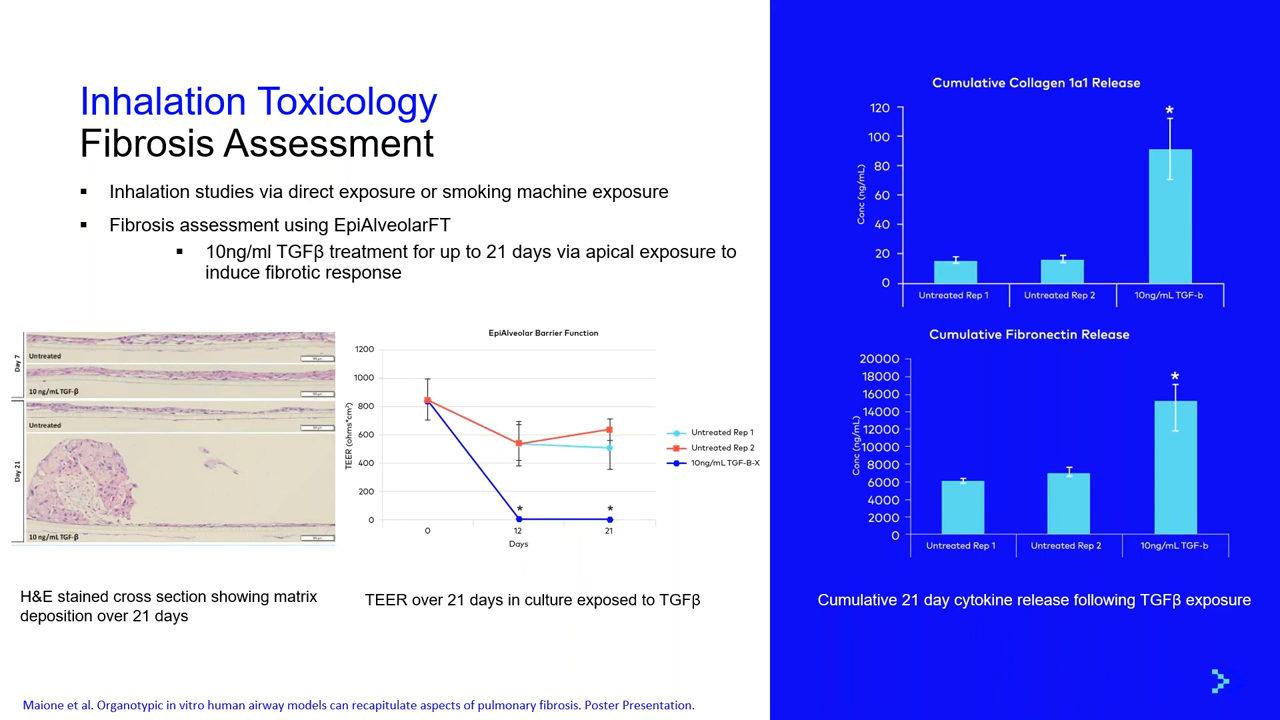 Inhalation Toxicology
Fibrosis Assessment
▪ Inhalation studies via direct exposure or smoking machine exposure
▪ Fibrosis assessment using EpiAlveolarFT
▪ 10ng/ml TGFβ treatment for up to 21 days via apical exposure to
induce fibrotic response
Day 7
Untreated
10 ng/mL TGF-β
Day 21
Untreated
10 ng/mL TGF-β
H&E stained cross section showing matrix
deposition over 21 days
EpiAlveolar Barrier Function
TEER (ohms*cm²)
1200
1000
800
600
400
200
0
* *
0 12 21
Days
Untreated Rep 1
Untreated Rep 2
10ng/mL TGF-B-X
TEER over 21 days in culture exposed to TGFβ
Cumulative Collagen 1a1 Release
Conc (ng/mL)
120
100
80
60
40
20
0
*
Untreated Rep 1 Untreated Rep 2 10ng/mL TGF-b
Cumulative Fibronectin Release
Conc (ng/mL)
20000
18000
16000
14000
12000
10000
8000
6000
4000
2000
0
*
Untreated Rep 1 Untreated Rep 2 10ng/mL TGF-b
Cumulative 21 day cytokine release following TGFβ exposure
Maione et al. Organotypic in vitro human airway models can recapitulate aspects of pulmonary fibrosis. Poster Presentation.